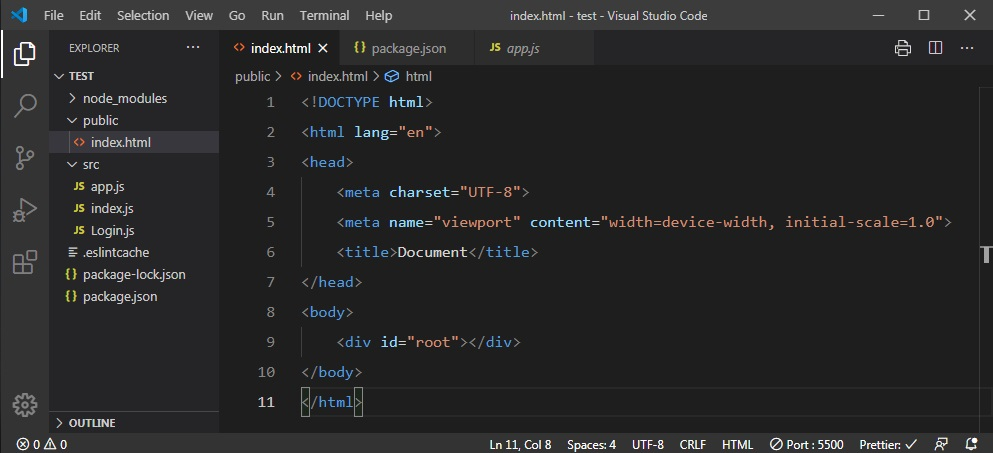 File Edit Selection View Go Run Terminal Help index.html - test - Visual Studio Code
EXPLORER
TEST
node_modules
public
index.html
src
JS app.js
JS index.js
JS Login.js
.eslintcache
{} package-lock.json
{} package.json
OUTLINE
<> index.html {} package.json JS app.js
public > <> index.html > html
1 <!DOCTYPE html>
2 <html lang="en">
3 <head>
4 <meta charset="UTF-8">
5 <meta name="viewport" content="width=device-width, initial-scale=1.0">
6 <title>Document</title>
7 </head>
8 <body>
9 <div id="root"></div>
10 </body>
11 </html>
0 0 Ln 11, Col 8 Spaces: 4 UTF-8 CRLF HTML Port : 5500 Prettier: ✓